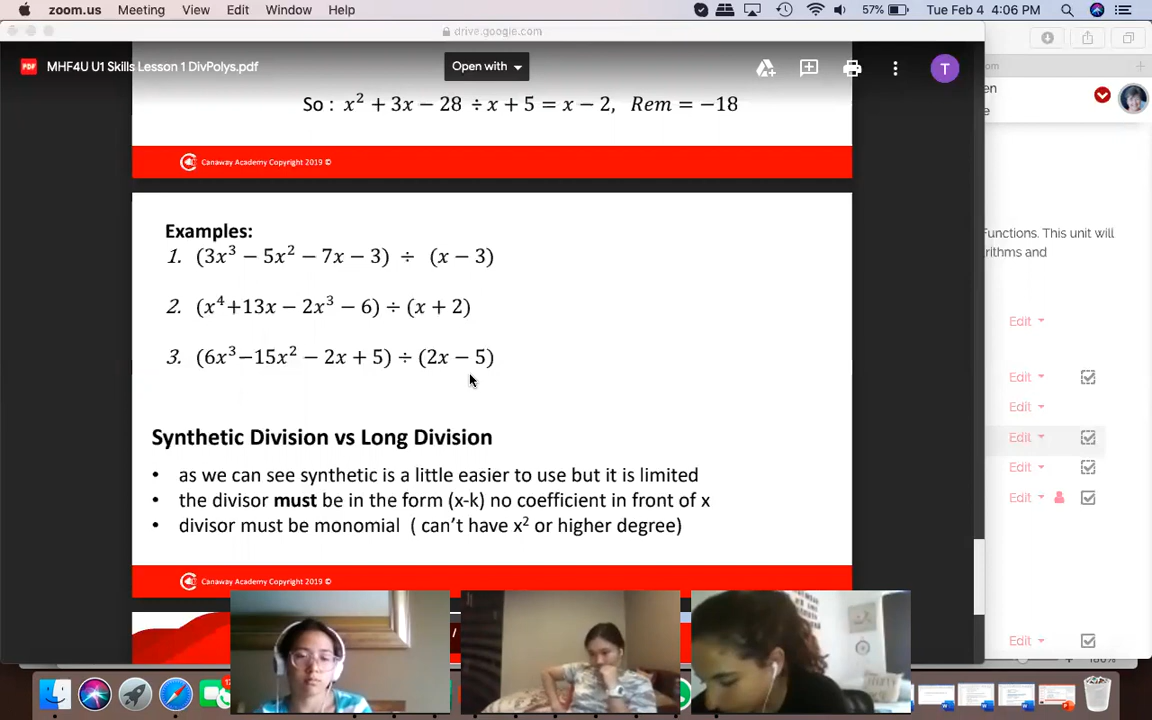 zoom.us Meeting View Edit Window Help 57% Tue Feb 4 4:06 PM
drive.google.com
PDF MHF4U U1 Skills Lesson 1 DivPolys.pdf Open with T
om
en
e
So : x² + 3x − 28 ÷ x + 5 = x − 2, Rem = −18
Canaway Academy Copyright 2019 ©
Examples:
1. (3x³ − 5x² − 7x − 3) ÷ (x − 3)
2. (x⁴+13x − 2x³ − 6) ÷ (x + 2)
3. (6x³−15x² − 2x + 5) ÷ (2x − 5)
Synthetic Division vs Long Division
• as we can see synthetic is a little easier to use but it is limited
• the divisor must be in the form (x-k) no coefficient in front of x
• divisor must be monomial ( can't have x² or higher degree)
Canaway Academy Copyright 2019 ©
Functions. This unit will
arithms and
Edit
Edit
Edit
Edit
Edit
Edit
Edit